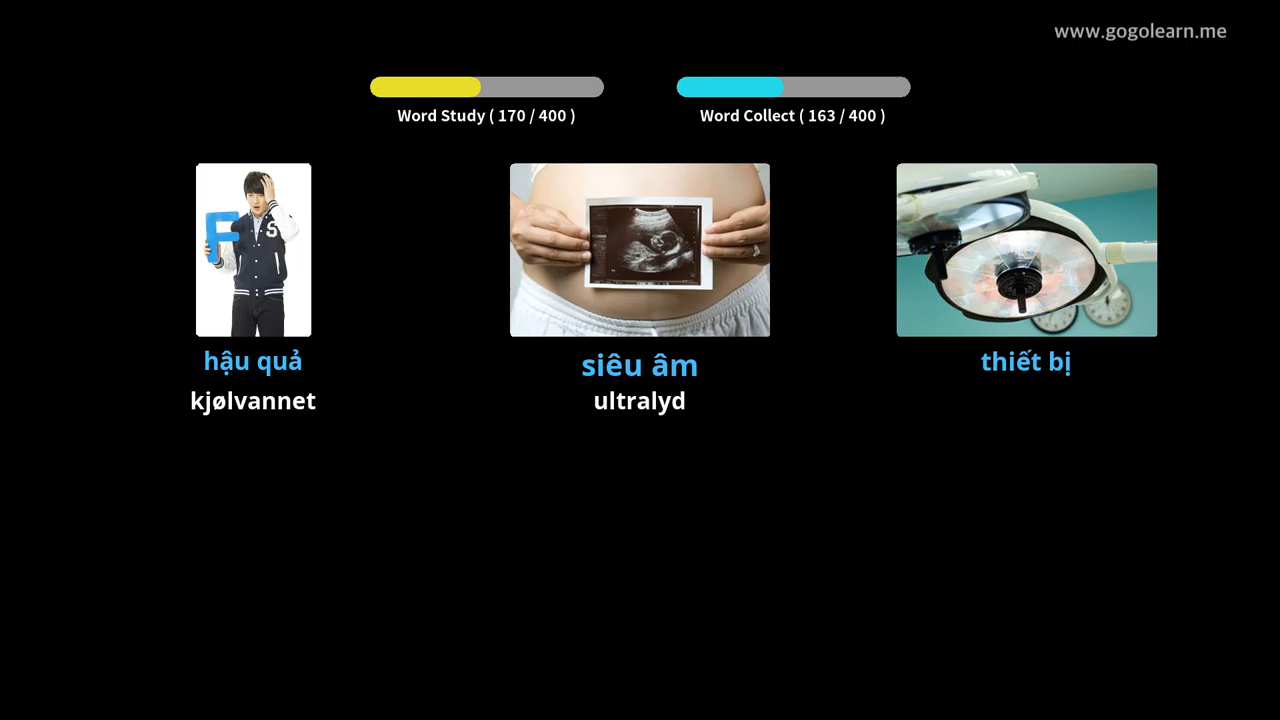 www.gogolearn.me
Word Study ( 170 / 400 )
Word Collect ( 163 / 400 )
F
S
hậu quả
siêu âm
thiết bị
kjølvannet
ultralyd